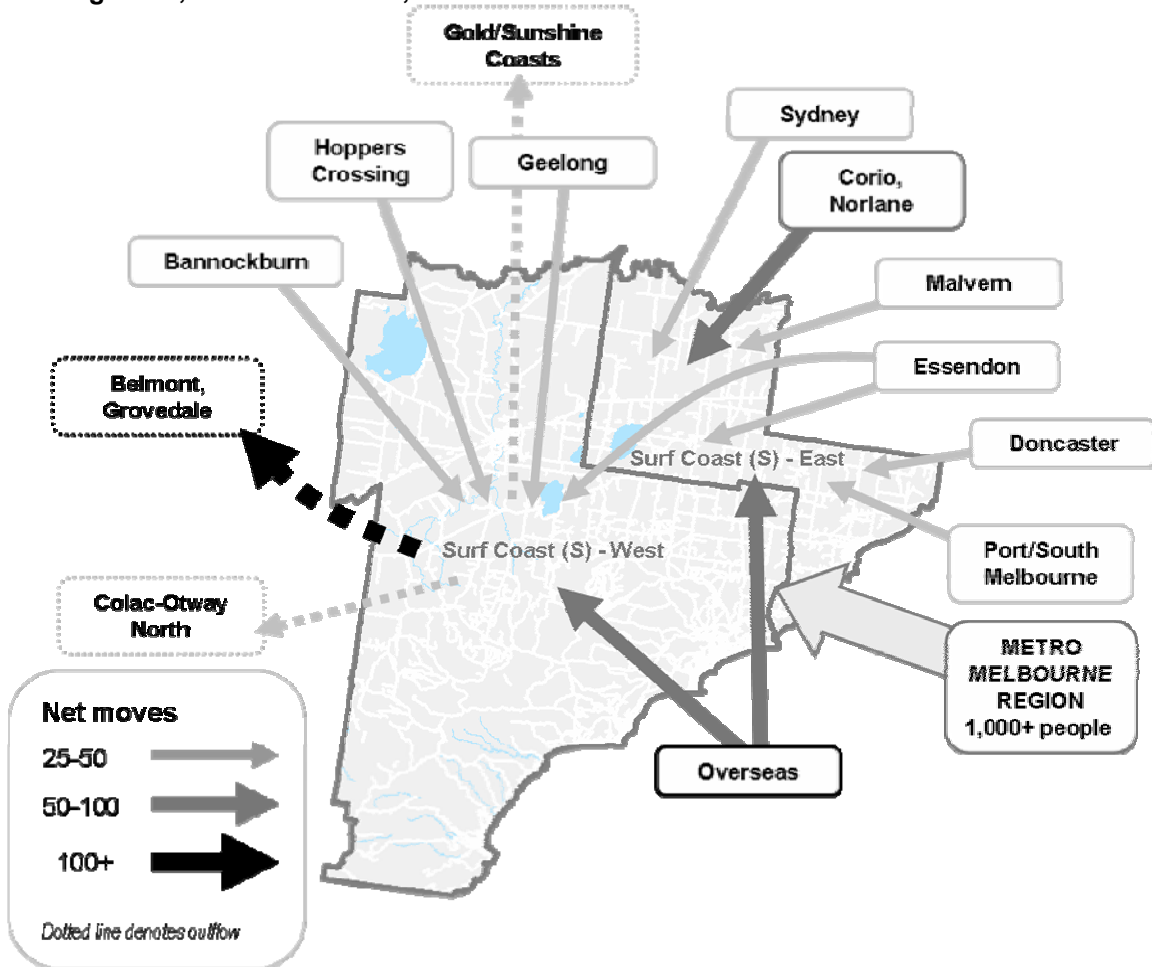 Gold/Sunshine
Coasts
Sydney
Hoppers
Crossing
Geelong
Corio,
Norlane
Bannockburn
Malvern
Essendon
Belmont,
Grovedale
Doncaster
Surf Coast (S) - East
Surf Coast (S) - West
Port/South
Melbourne
Colac-Otway
North
METRO
MELBOURNE
REGION
1,000+ people
Overseas
Net moves
25-50
50-100
100+
Dotted line denotes outflow